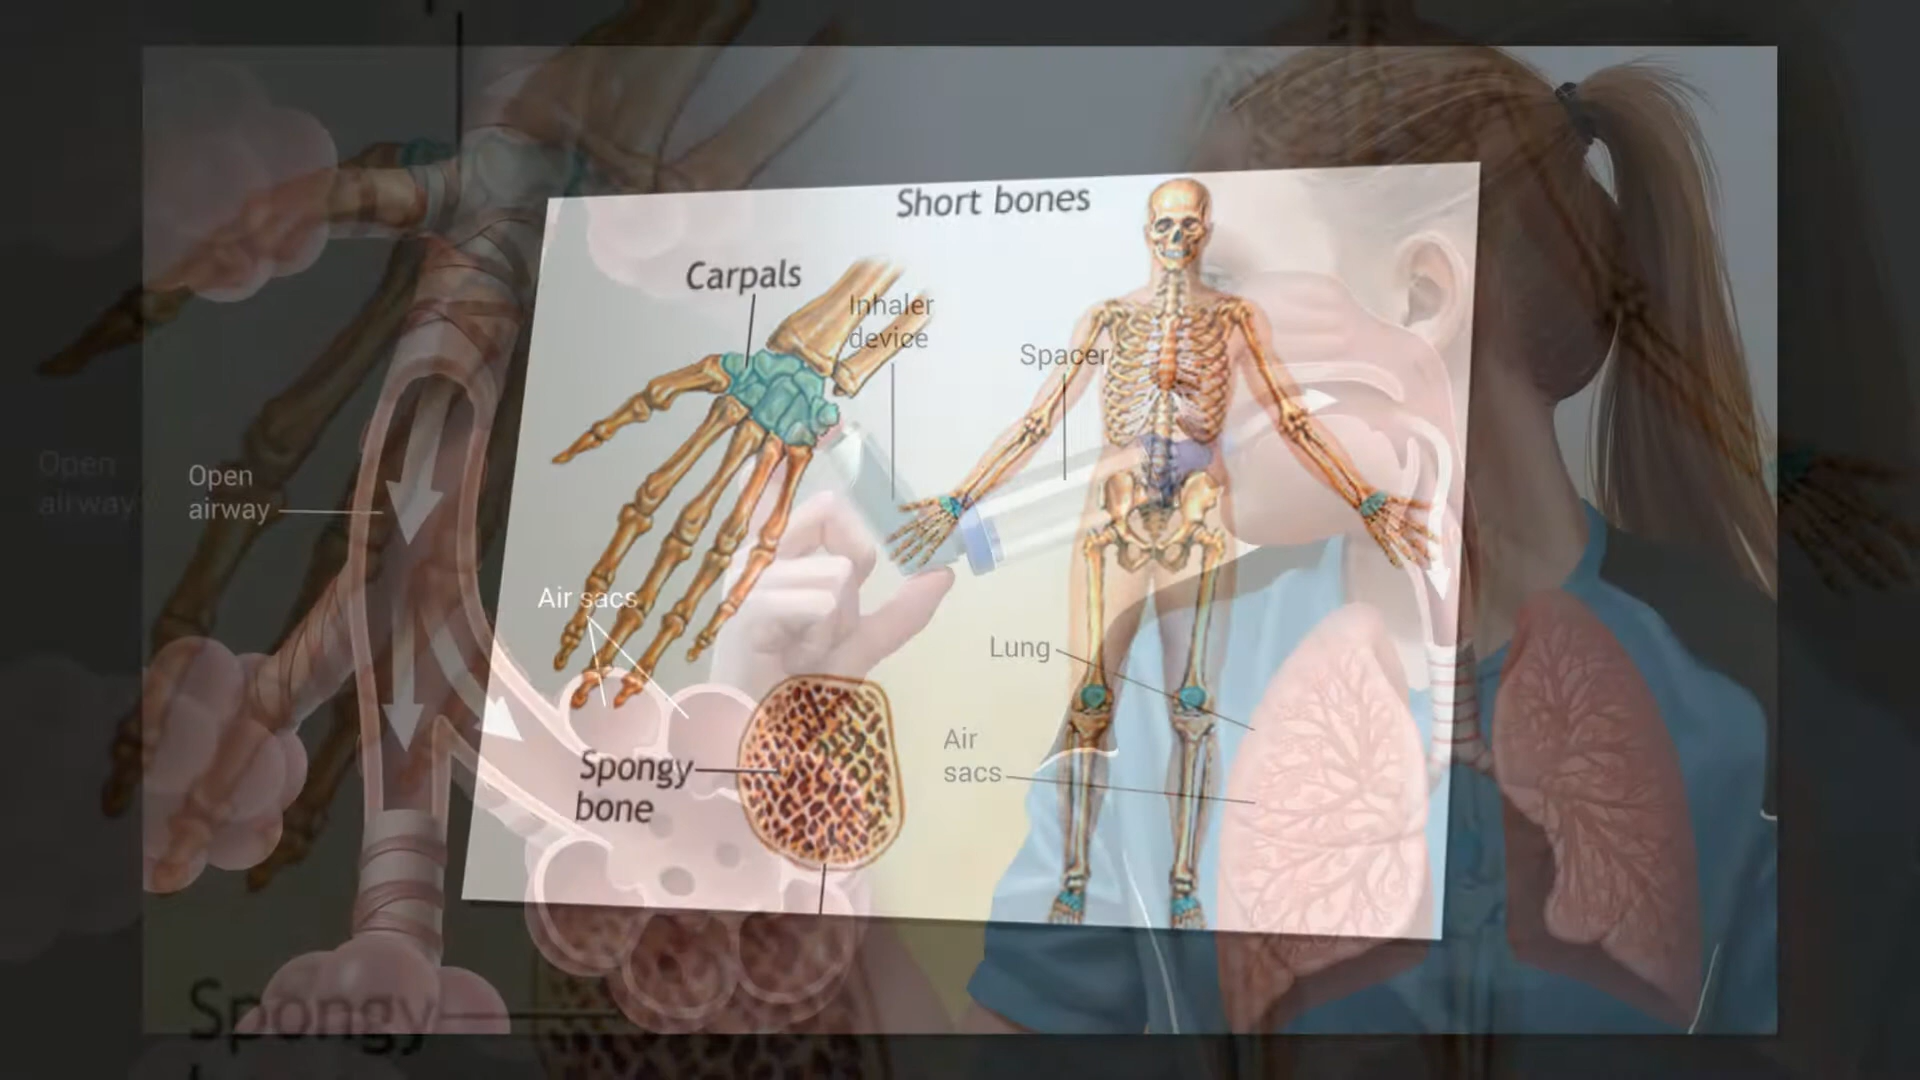 Short bones
Carpals
Inhaler
device
Spacer
Open
airway
Open
airway
Air sacs
Lung
Air
sacs
Spongy
bone
Spongy